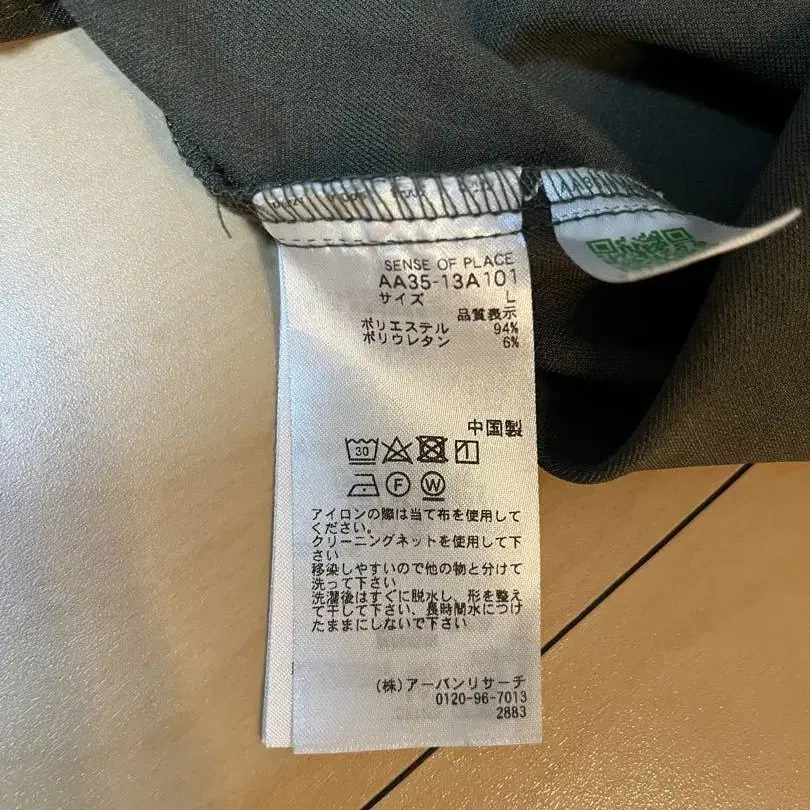 SENSE OF PLACE
AA35-13A101
サイズ L
品質表示
ポリエステル 94%
ポリウレタン 6%
中国製
30
F W
アイロンの際は当て布を使用して
ください。
クリーニングネットを使用して下
さい
移染しやすいので他の物と分けて
洗って下さい
洗濯後はすぐに脱水し、形を整え
て干して下さい、長時間水につけ
たままにしないで下さい
(株)アーバンリサーチ
0120-96-7013
2883